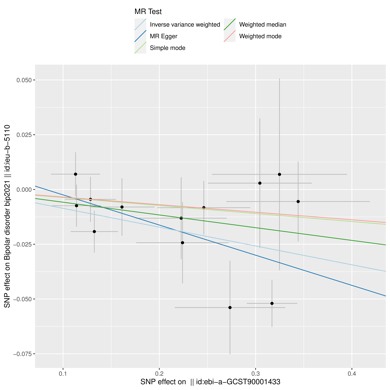 MR Test
Inverse variance weighted
Weighted median
MR Egger
Weighted mode
Simple mode
0.050
0.025
0.000
−0.025
−0.050
−0.075
SNP effect on Bipolar disorder bip2021 || id:ieu−b−5110
0.1
0.2
0.3
0.4
SNP effect on  || id:ebi−a−GCST90001433